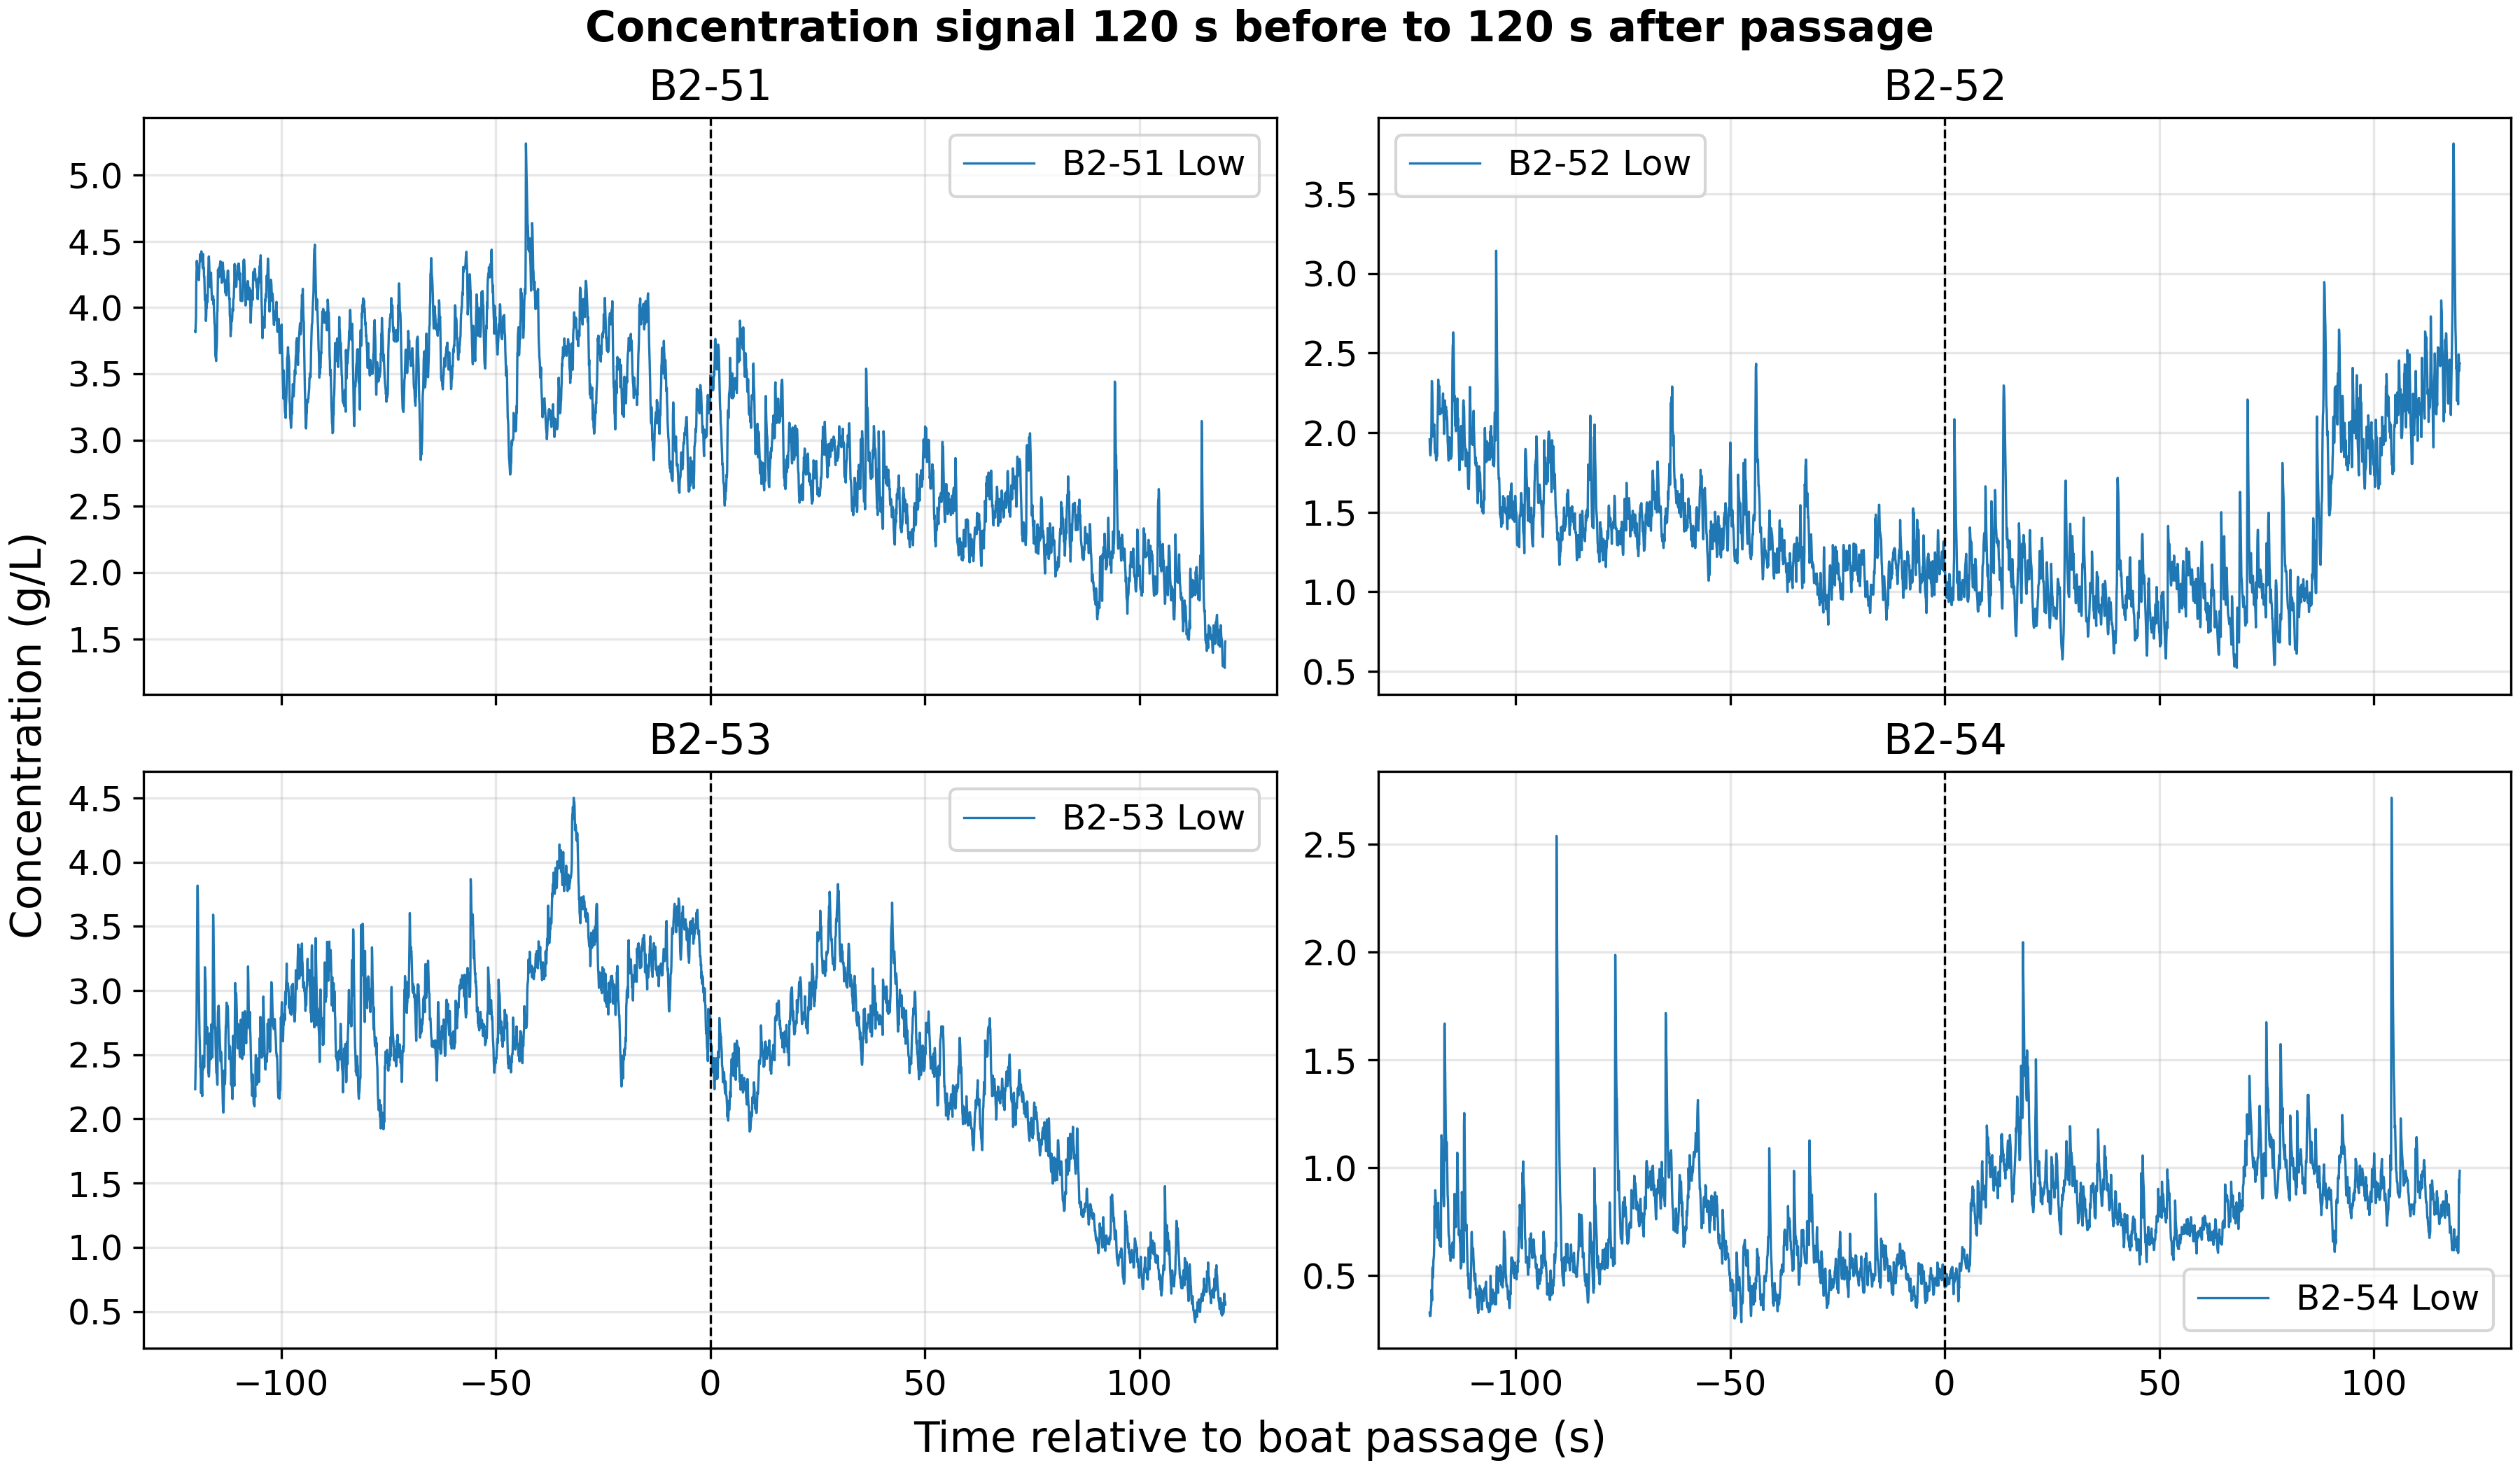 Concentration signal 120 s before to 120 s after passage
B2-51
5.0
4.5
4.0
3.5
3.0
2.5
2.0
1.5
B2-51 Low
B2-52
3.5
3.0
2.5
2.0
1.5
1.0
0.5
B2-52 Low
Concentration (g/L)
B2-53
4.5
4.0
3.5
3.0
2.5
2.0
1.5
1.0
0.5
B2-53 Low
−100 −50 0 50 100
B2-54
2.5
2.0
1.5
1.0
0.5
B2-54 Low
−100 −50 0 50 100
Time relative to boat passage (s)